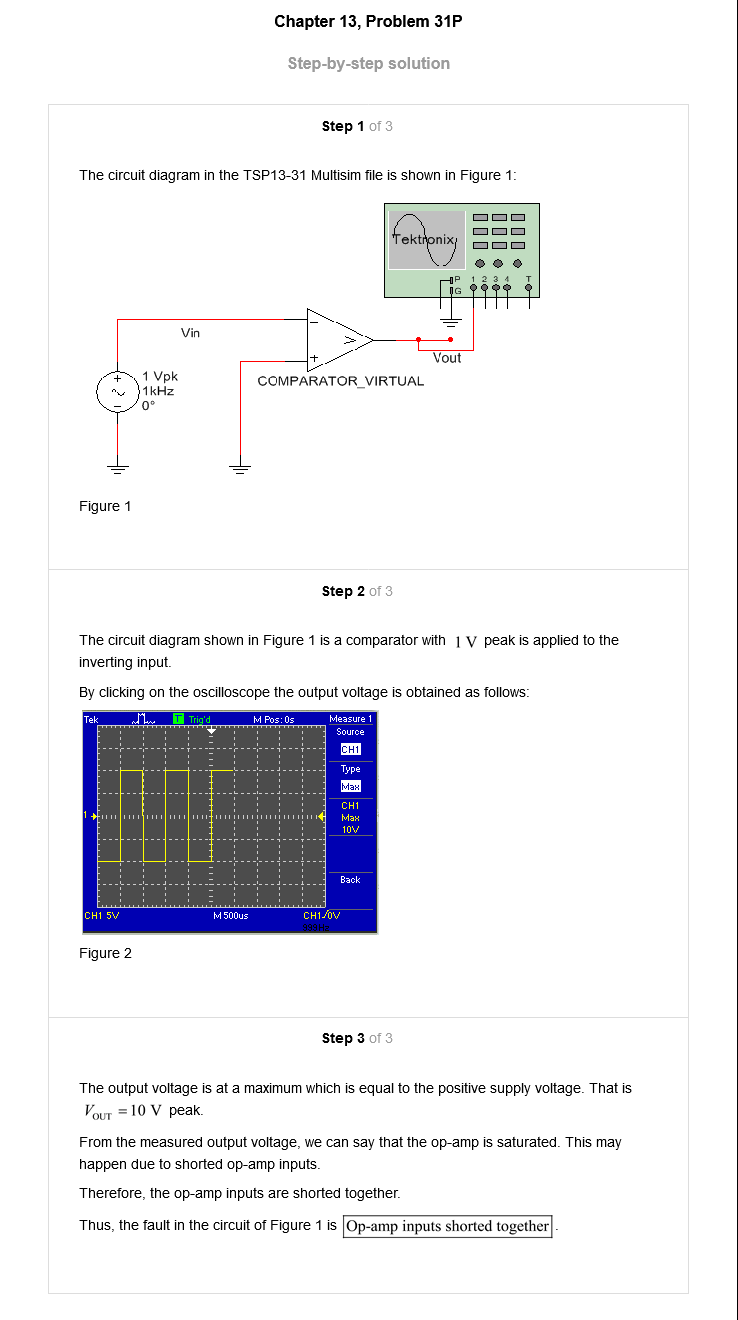 Chapter 13, Problem 31P
Step-by-step solution
Step 1 of 3
The circuit diagram in the TSP13-31 Multisim file is shown in Figure 1:
Tektronix
P 1 2 3 4 T
G
Vin
1 Vpk
1kHz
0°
Vout
COMPARATOR_VIRTUAL
Figure 1
Step 2 of 3
The circuit diagram shown in Figure 1 is a comparator with 1 V peak is applied to the
inverting input.
By clicking on the oscilloscope the output voltage is obtained as follows:
Tek T Trig'd M Pos: 0s Measure 1
Source
CH1
Type
Max
CH1
1 Max
10V
Back
CH1 5V M 500us CH1/0V
Figure 2
Step 3 of 3
The output voltage is at a maximum which is equal to the positive supply voltage. That is
V_OUT = 10 V peak.
From the measured output voltage, we can say that the op-amp is saturated. This may
happen due to shorted op-amp inputs.
Therefore, the op-amp inputs are shorted together.
Thus, the fault in the circuit of Figure 1 is Op-amp inputs shorted together.